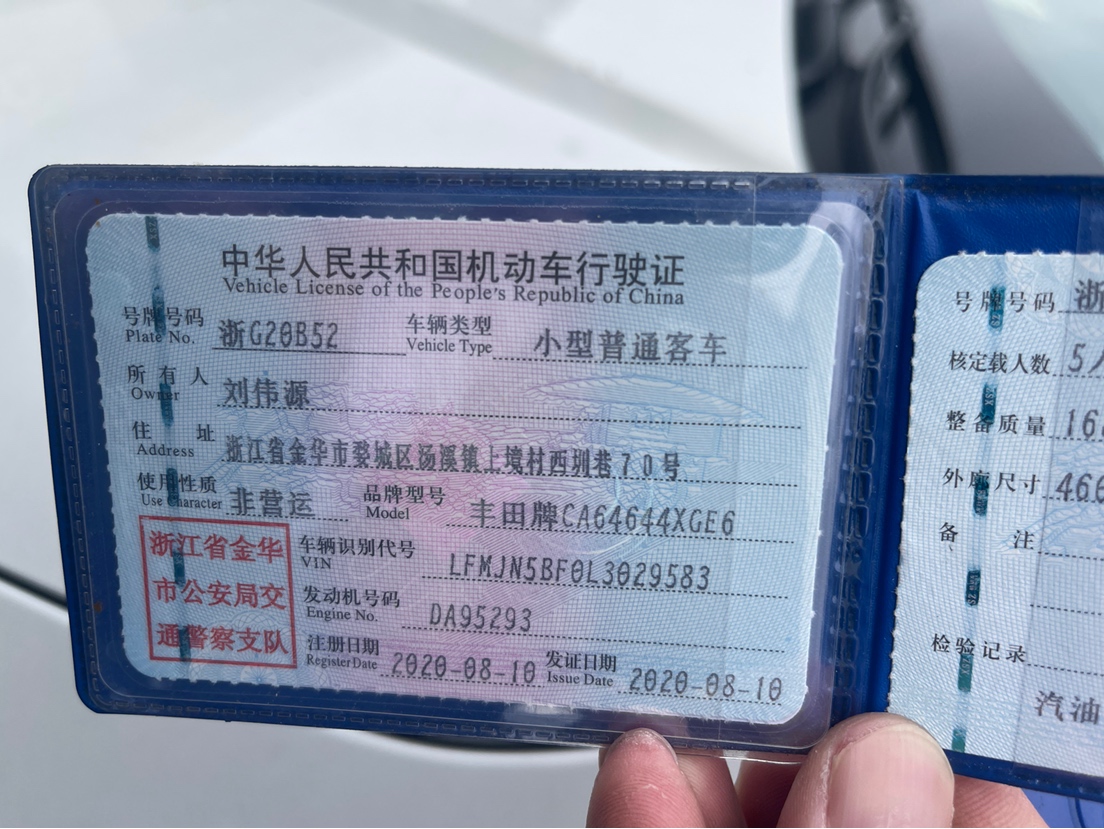 中华人民共和国机动车行驶证
Vehicle License of the People's Republic of China
号牌号码 浙G20B52 车辆类型 小型普通客车
Plate No. Vehicle Type
所有人 刘伟源
Owner
住址 浙江省金华市婺城区汤溪镇上境村西圳巷70号
Address
使用性质 非营运 品牌型号 丰田牌CA64644XGE6
Use Character Model
浙江省金华
市公安局交
通警察支队
车辆识别代号 LFMJN5BF0L3029583
VIN
发动机号码 DA95293
Engine No.
注册日期 2020-08-10 发证日期 2020-08-10
Register Date Issue Date
号牌号码 浙
核定载人数 5人
整备质量 16
外廓尺寸 466
备注
检验记录
汽油